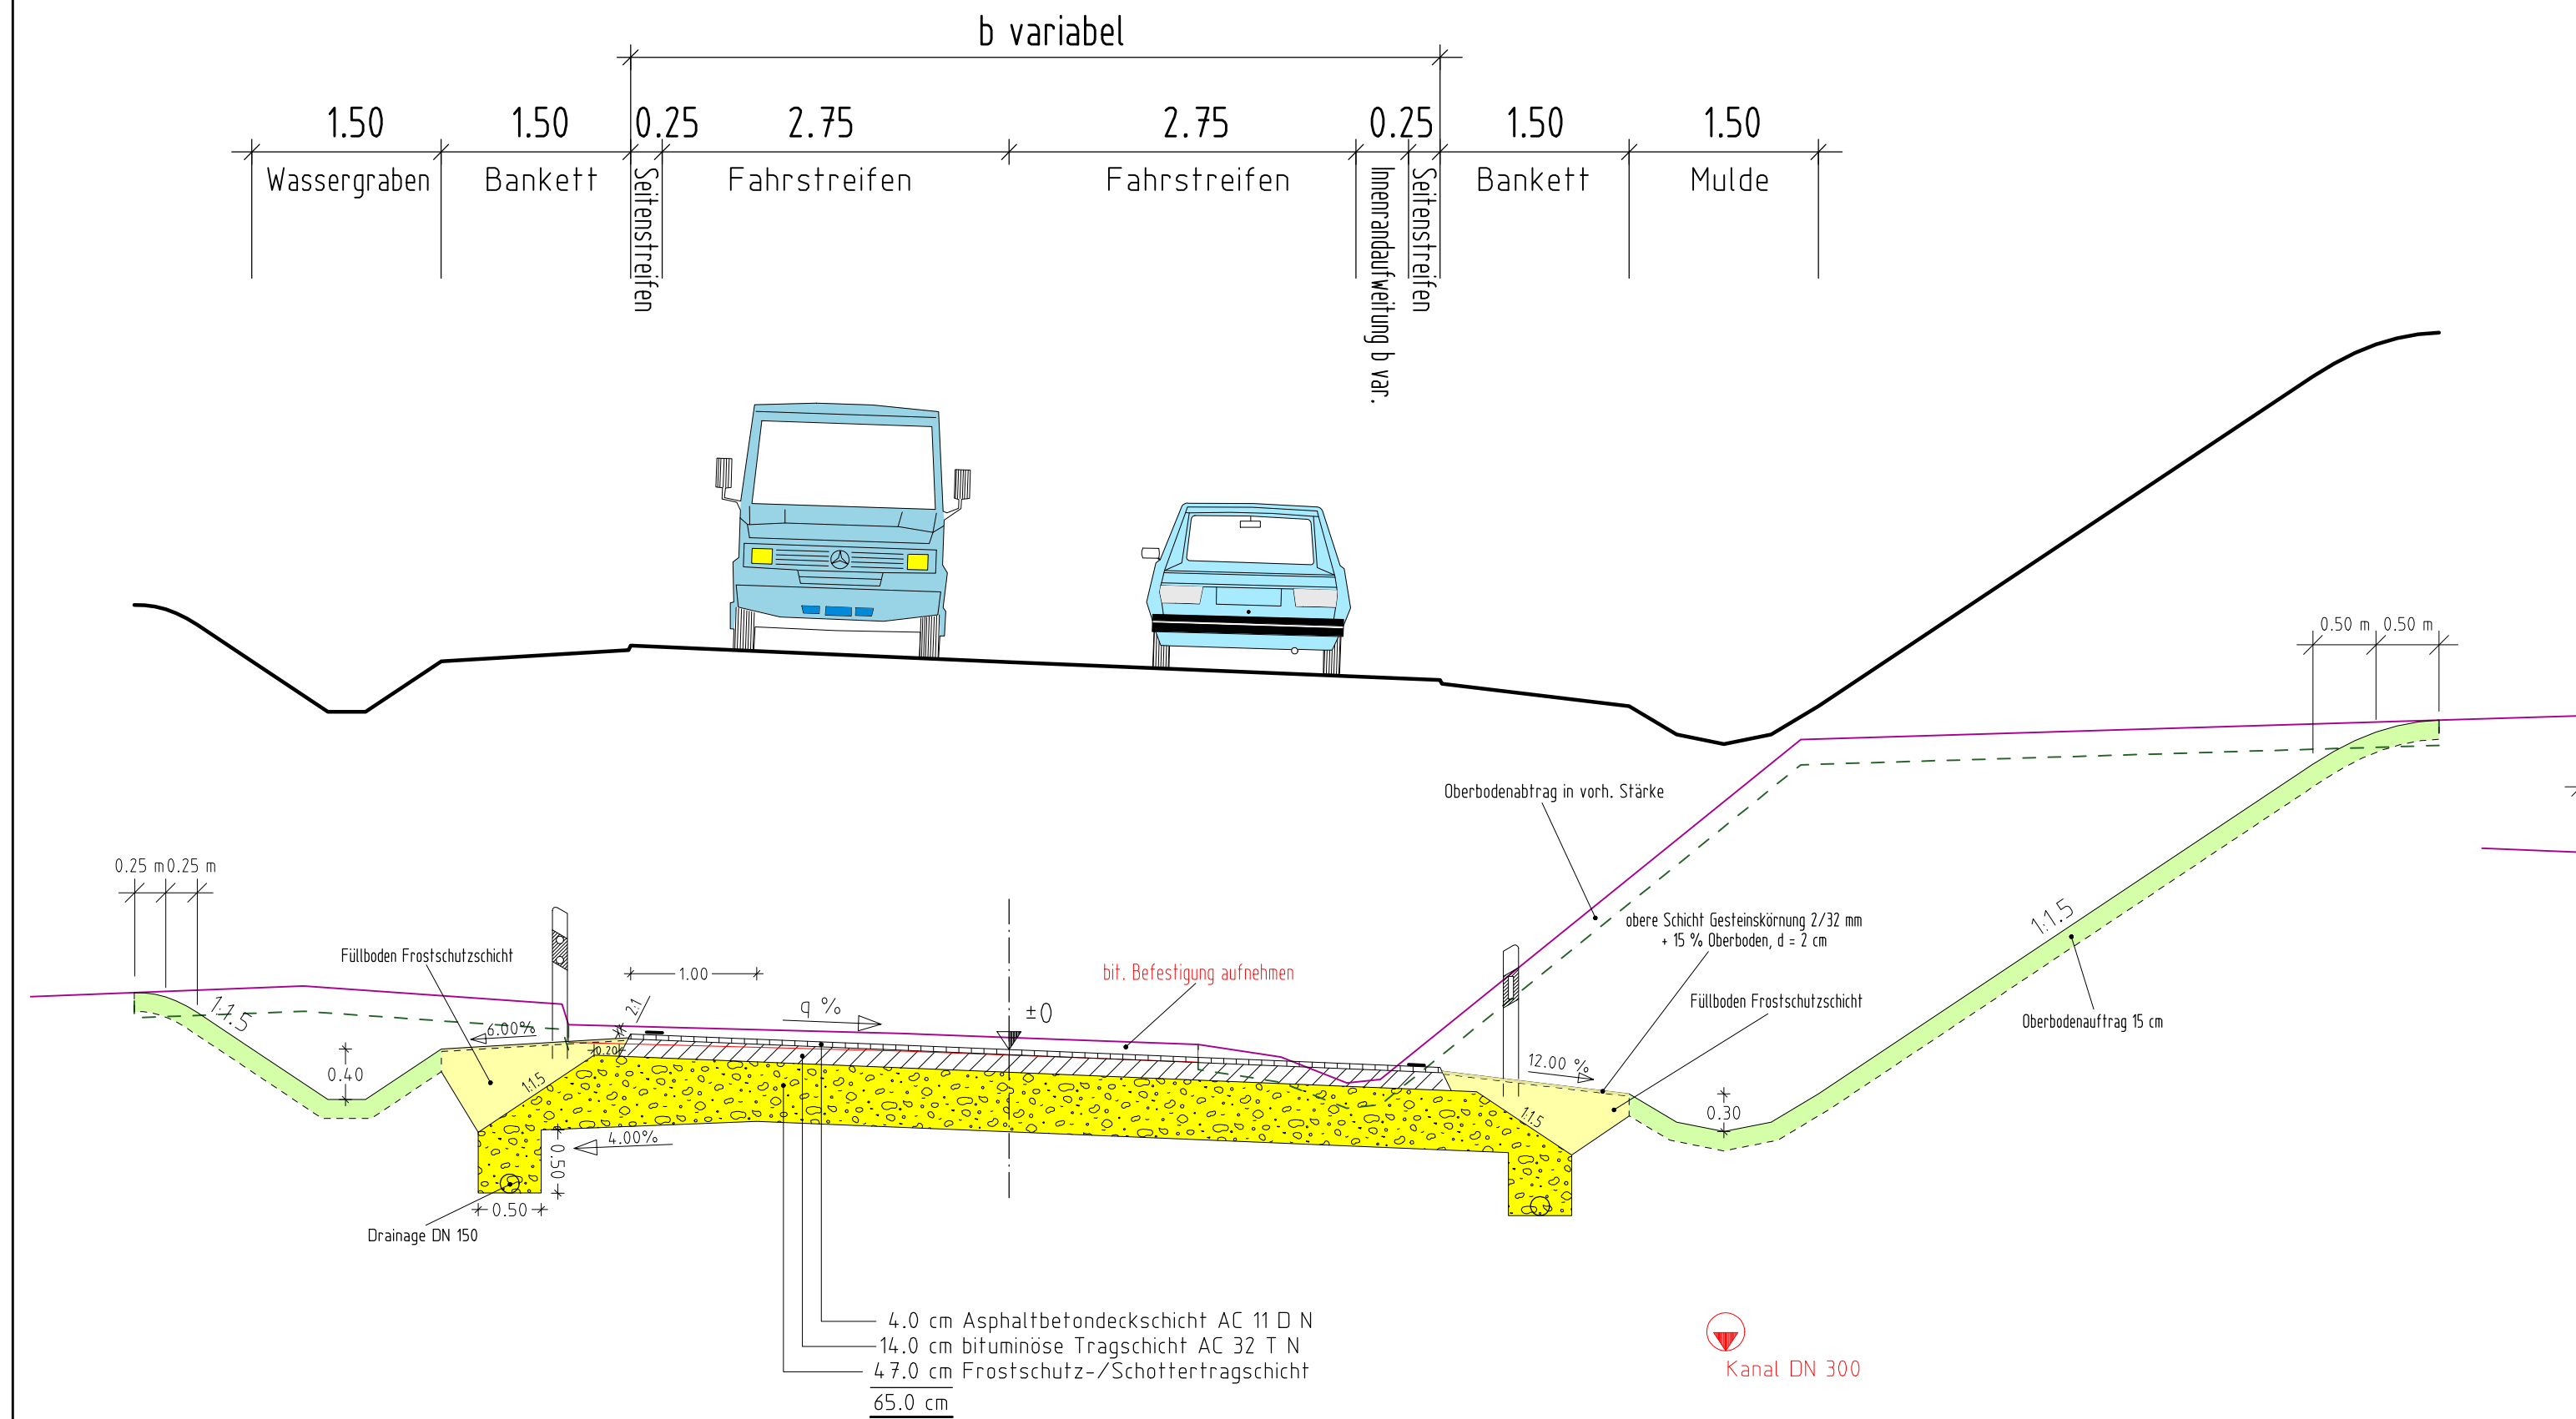 b variabel
1.50 1.50 0.25 2.75 2.75 0.25 1.50 1.50
Wassergraben Bankett Seitenstreifen Fahrstreifen Fahrstreifen Innenrandaufweitung b var. Seitenstreifen Bankett Mulde
0.50 m 0.50 m
Oberbodenabtrag in vorh. Stärke
0.25 m 0.25 m
obere Schicht Gesteinskörnung 2/32 mm
+ 15 % Oberboden, d = 2 cm
1:1.5
Füllboden Frostschutzschicht
1.00
bit. Befestigung aufnehmen
Füllboden Frostschutzschicht
1:1.5
2:1
q %
±0
Oberbodenauftrag 15 cm
6.00%
0.20
12.00 %
0.40
1:1.5
1:1.5
0.30
4.00%
0.50
0.50
Drainage DN 150
4.0 cm Asphaltbetondeckschicht AC 11 D N
14.0 cm bituminöse Tragschicht AC 32 T N
47.0 cm Frostschutz-/Schottertragschicht
65.0 cm
Kanal DN 300